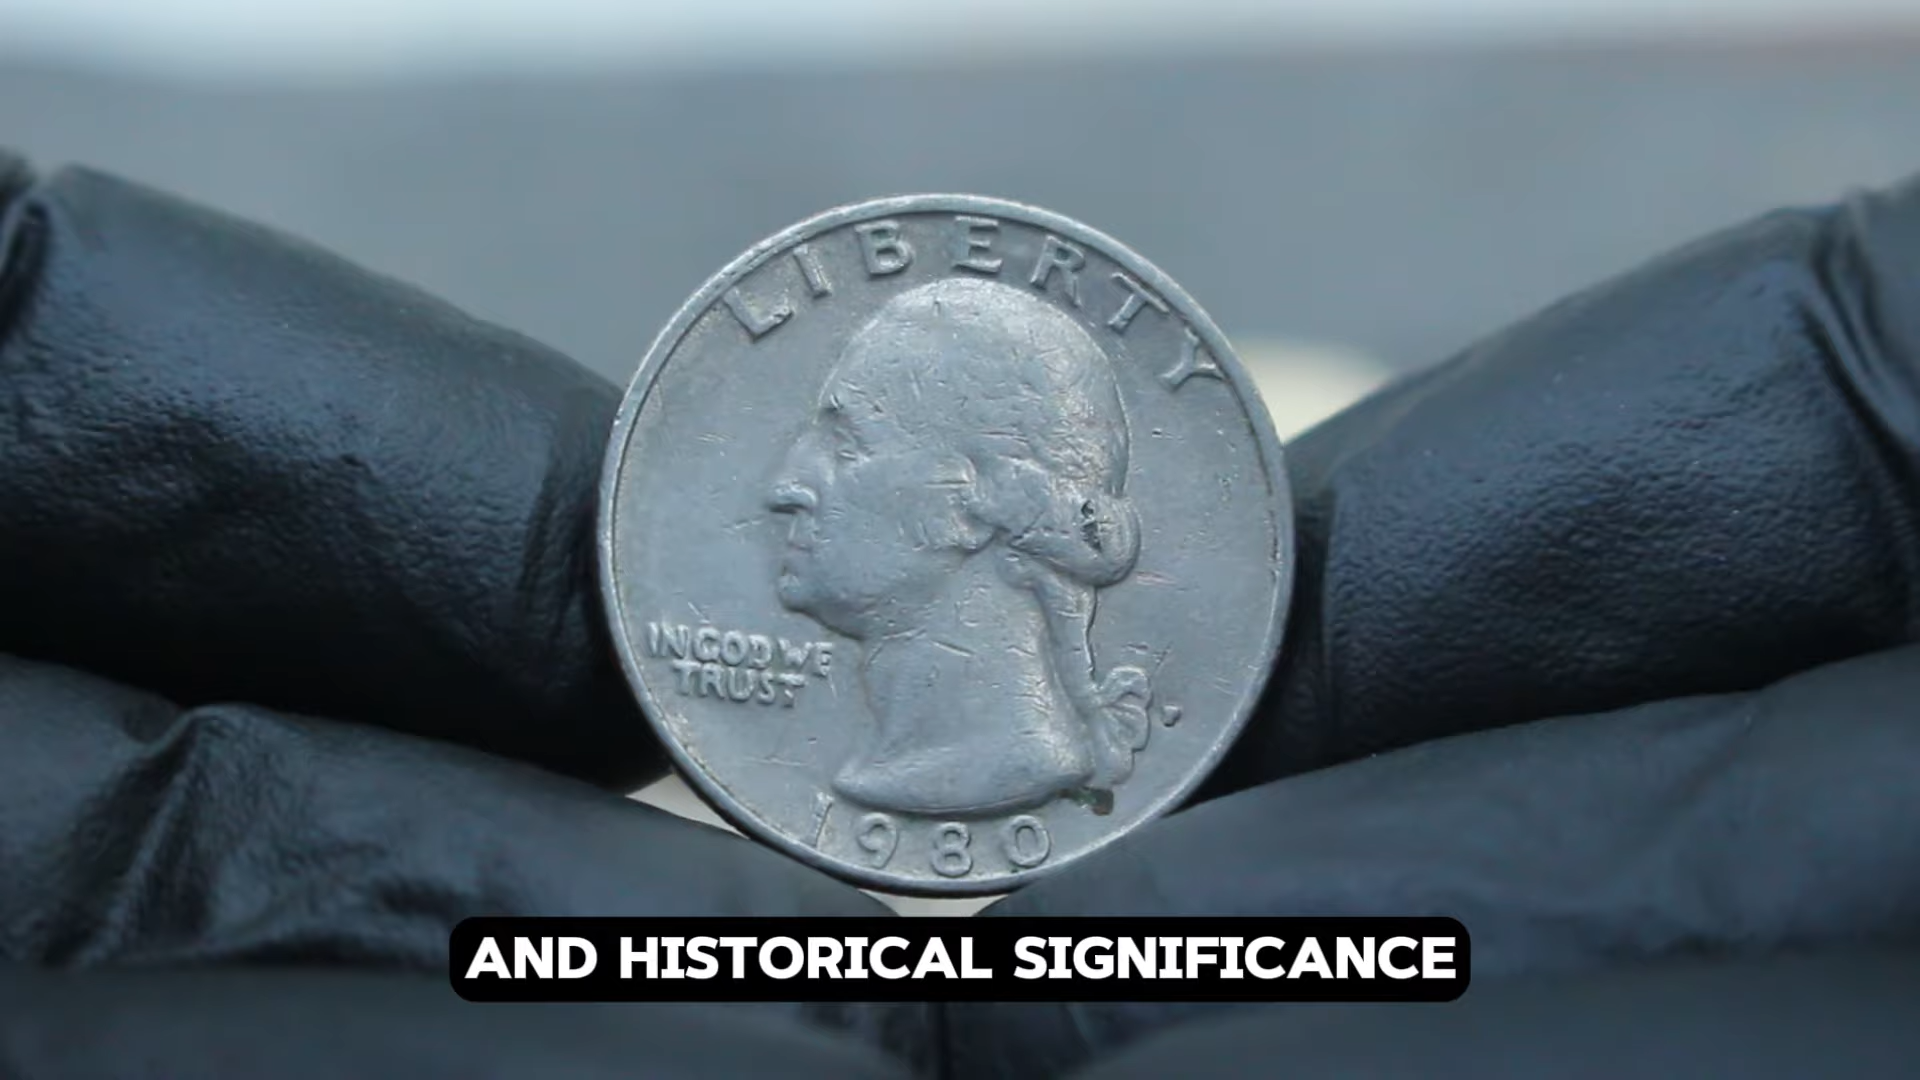 LIBERTY
IN GOD WE
TRUST
1980
AND HISTORICAL SIGNIFICANCE